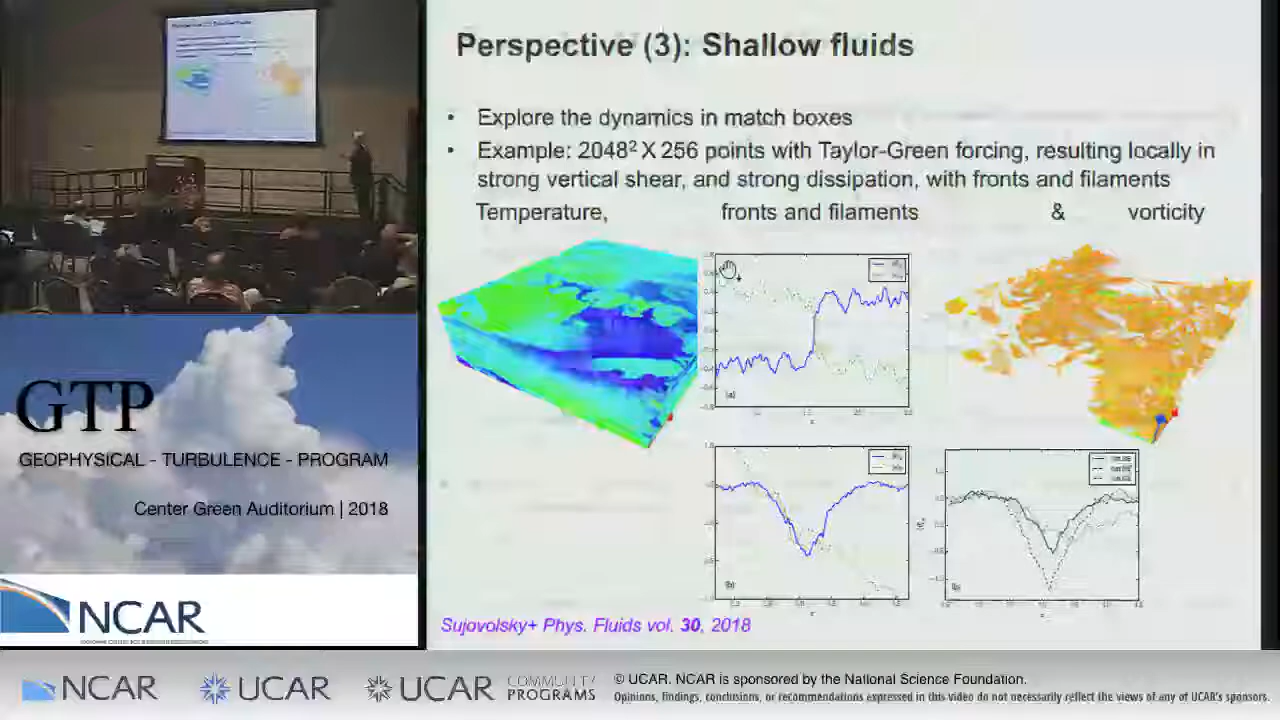 Perspective (3): Shallow fluids
• Explore the dynamics in match boxes
• Example: 2048² X 256 points with Taylor-Green forcing, resulting locally in
strong vertical shear, and strong dissipation, with fronts and filaments
Temperature, fronts and filaments & vorticity
(a)
(b)
Sujovolsky+ Phys. Fluids vol. 30, 2018
GTP
GEOPHYSICAL - TURBULENCE - PROGRAM
Center Green Auditorium | 2018
NCAR
NCAR UCAR UCAR COMMUNITY PROGRAMS
© UCAR. NCAR is sponsored by the National Science Foundation.
Opinions, findings, conclusions, or recommendations expressed in this video do not necessarily reflect the views of any of UCAR's sponsors.